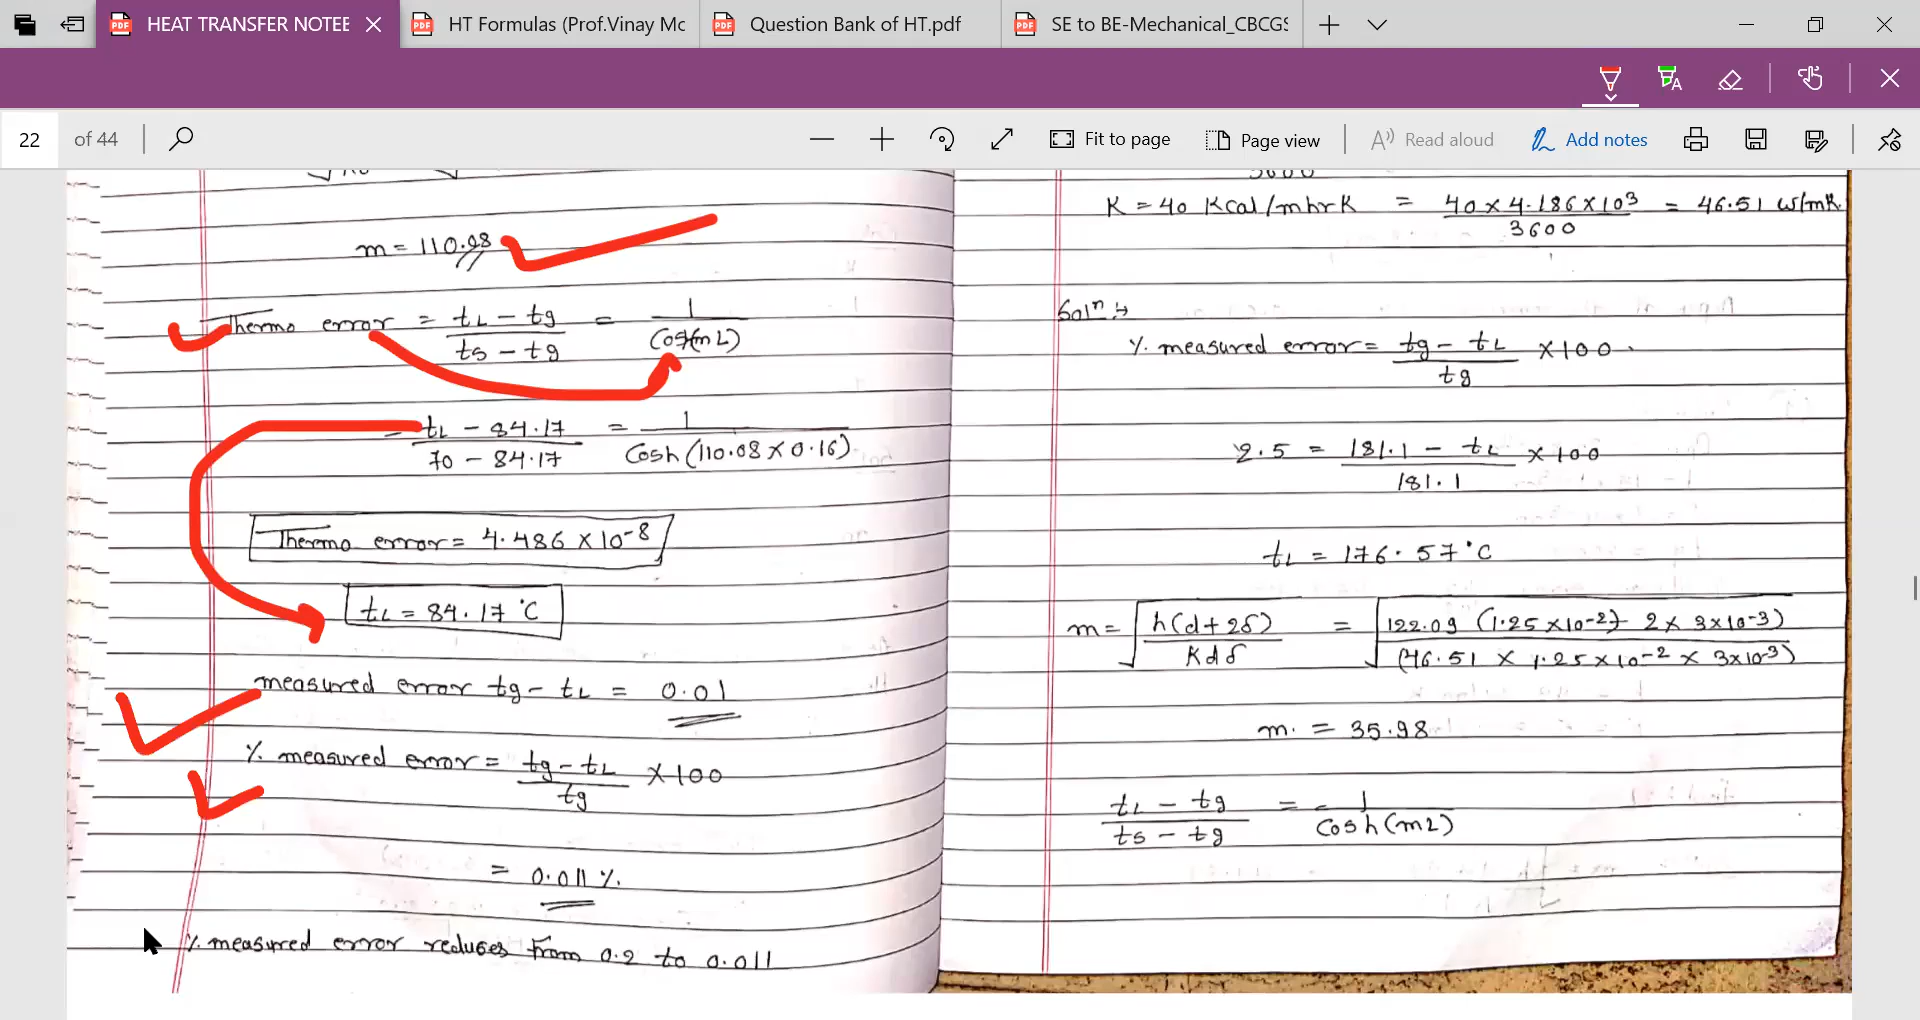 HEAT TRANSFER NOTEE
HT Formulas (Prof.Vinay Mc
Question Bank of HT.pdf
SE to BE-Mechanical_CBCGS
22 of 44
Fit to page
Page view
Read aloud
Add notes
m = 110.08
Thermo error = tL - tg / ts - tg = 1 / Cosh(mL)
= tL - 84.17 / 70 - 84.17 = 1 / Cosh (110.08 x 0.16)
Thermo error = 4.486 x 10-8
tL = 84.17 °C
measured error tg - tL = 0.01
% measured error = tg - tL / tg x 100
= 0.011 %.
% measured error reduces From 0.2 to 0.011
3600
K = 40 Kcal/mhrK = 40 x 4.186 x 10³ / 3600 = 46.51 w/mK
Solⁿ →
% measured error = tg - tL / tg x 100.
2.5 = 181.1 - tL / 181.1 x 100
tL = 176.57 °C
m = √ h(d+2δ) / Kdδ = √ 122.09 (1.25 x10-2) 2 x 3x10-3) / (46.51 x 1.25 x 10-2 x 3x10-3)
m. = 35.98
tL - tg / ts - tg = 1 / Cosh(mL)